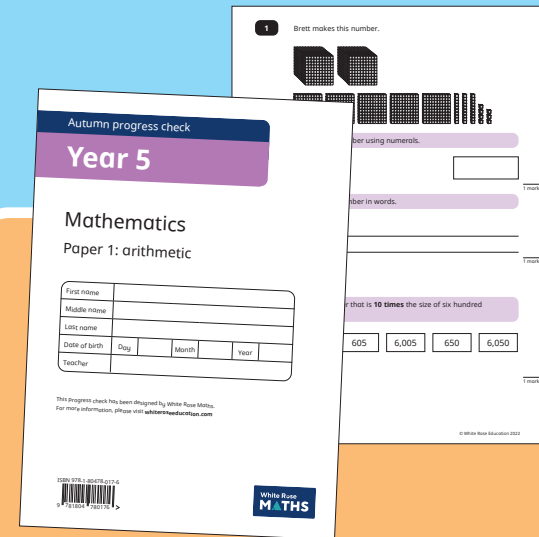 1
Brett makes this number.
ber using numerals.
1 mark
mber in words.
1 mark
r that is 10 times the size of six hundred
605 6,005 650 6,050
1 mark
© White Rose Education 2022
Autumn progress check
Year 5
Mathematics
Paper 1: arithmetic
First name
Middle name
Last name
Date of birth Day Month Year
Teacher
This progress check has been designed by White Rose Maths.
For more information, please visit whiteroseeducation.com
ISBN 978-1-80478-017-6
9 781804 780176 >
White Rose
MATHS